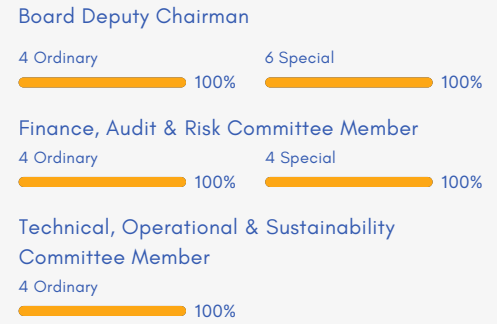 Board Deputy Chairman
4 Ordinary 6 Special
100% 100%
Finance, Audit & Risk Committee Member
4 Ordinary 4 Special
100% 100%
Technical, Operational & Sustainability
Committee Member
4 Ordinary
100%